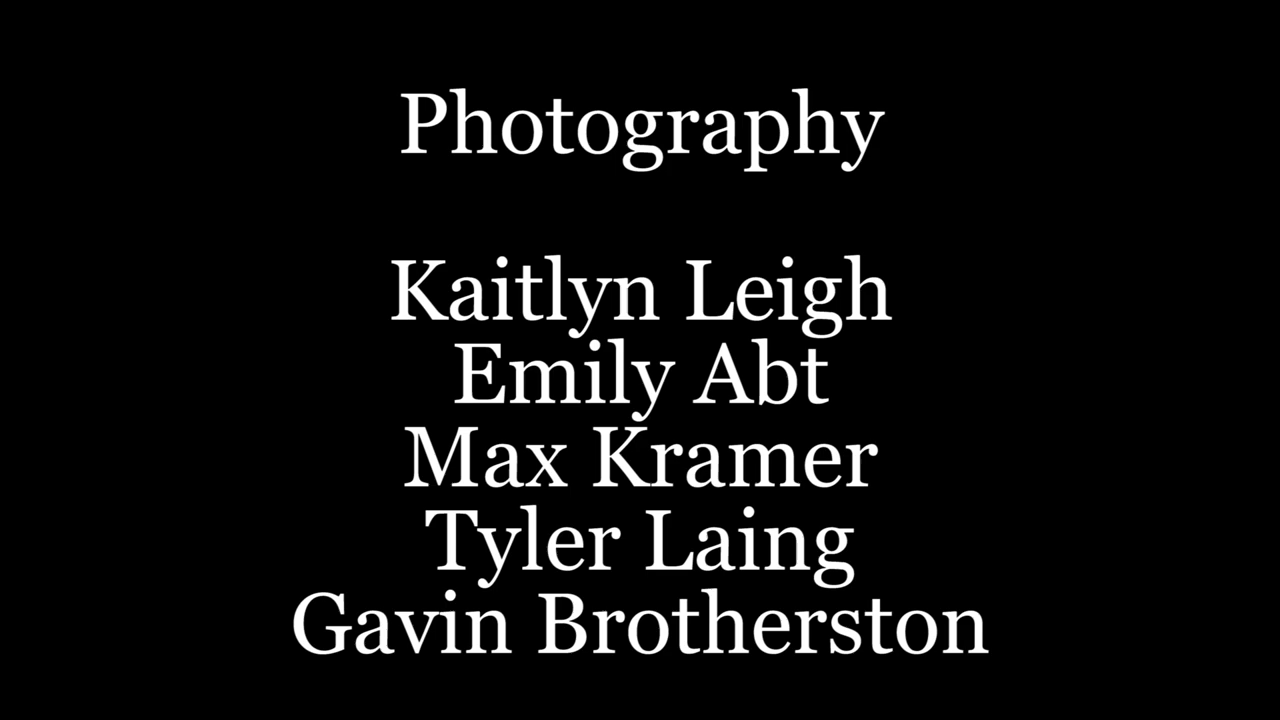 Photography
Kaitlyn Leigh
Emily Abt
Max Kramer
Tyler Laing
Gavin Brotherston